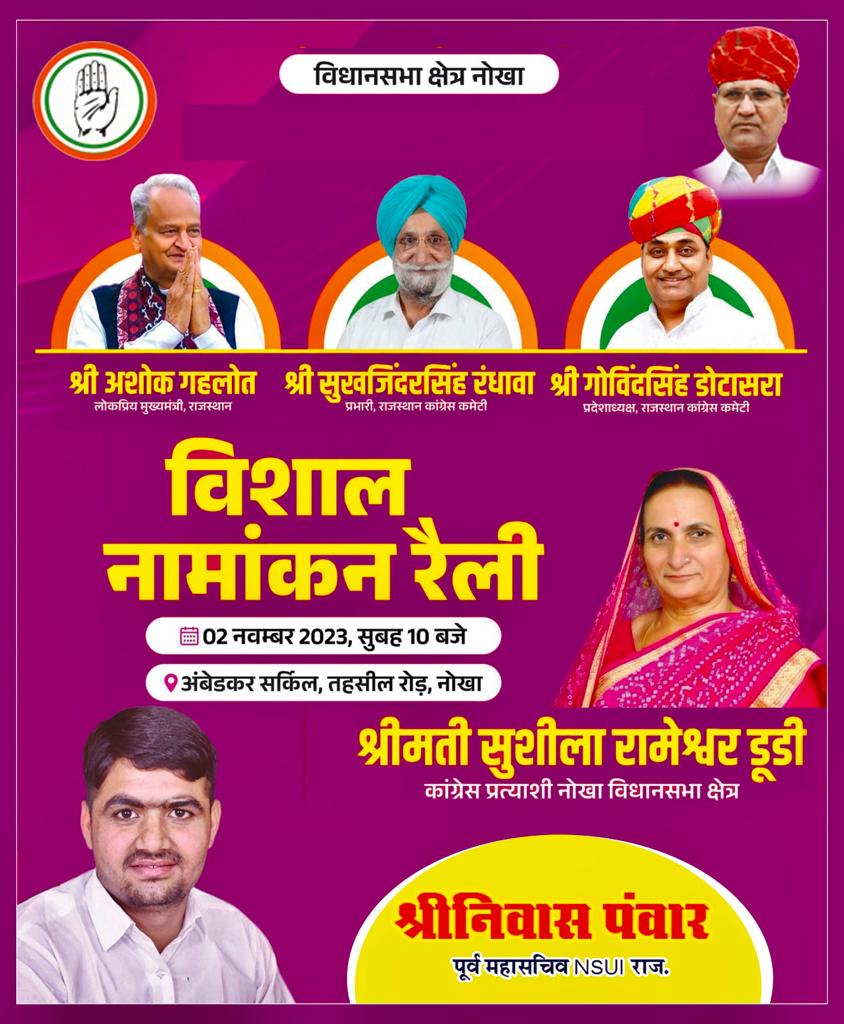 विधानसभा क्षेत्र नोखा
श्री अशोक गहलोत
लोकप्रिय मुख्यमंत्री, राजस्थान
श्री सुखजिंदरसिंह रंधावा
प्रभारी, राजस्थान कांग्रेस कमेटी
श्री गोविंदसिंह डोटासरा
प्रदेशाध्यक्ष, राजस्थान कांग्रेस कमेटी
विशाल
नामांकन रैली
02 नवम्बर 2023, सुबह 10 बजे
अंबेडकर सर्किल, तहसील रोड़, नोखा
श्रीमती सुशीला रामेश्वर डूडी
कांग्रेस प्रत्याशी नोखा विधानसभा क्षेत्र
श्रीनिवास पंवार
पूर्व महासचिव NSUI राज.